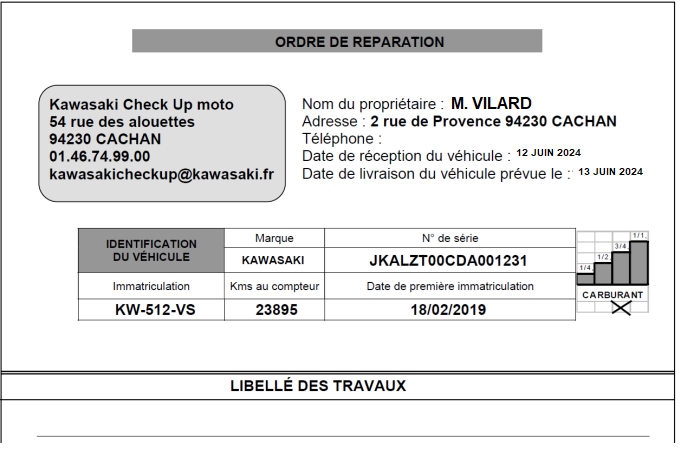 ORDRE DE REPARATION
Kawasaki Check Up moto
54 rue des alouettes
94230 CACHAN
01.46.74.99.00
kawasakicheckup@kawasaki.fr
Nom du propriétaire : M. VILARD
Adresse : 2 rue de Provence 94230 CACHAN
Téléphone :
Date de réception du véhicule : 12 JUIN 2024
Date de livraison du véhicule prévue le : 13 JUIN 2024
IDENTIFICATION
DU VÉHICULE
Marque
N° de série
KAWASAKI
JKALZT00CDA001231
Immatriculation
Kms au compteur
Date de première immatriculation
KW-512-VS
23895
18/02/2019
1/4
1/2
3/4
1/1
CARBURANT
LIBELLÉ DES TRAVAUX